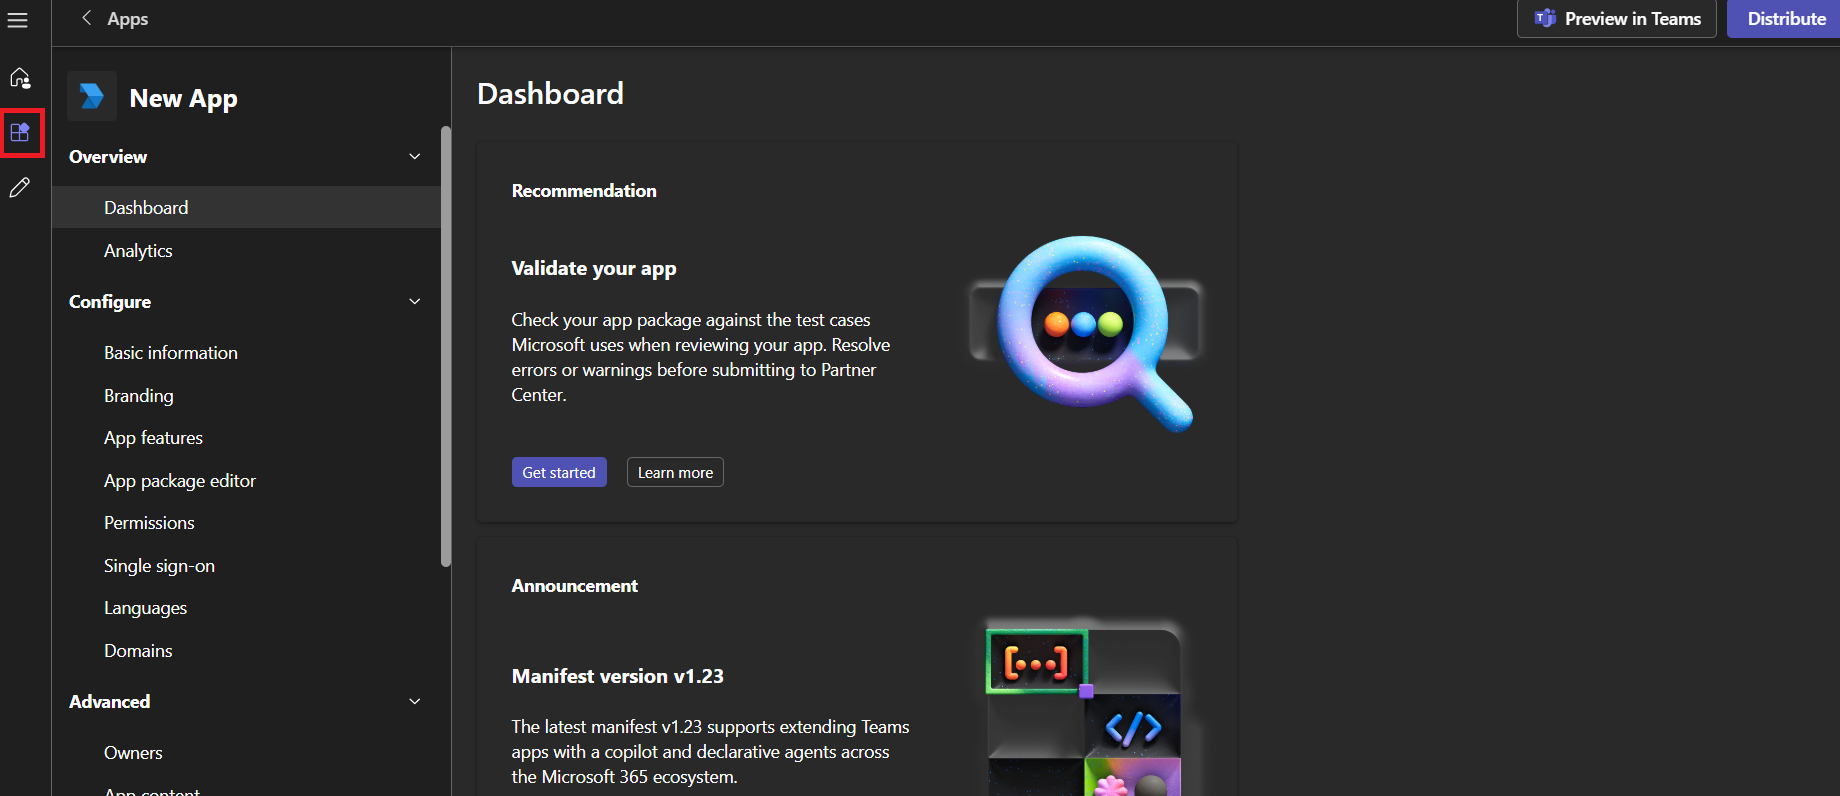 Apps
Preview in Teams
Distribute
New App
Overview
Dashboard
Analytics
Configure
Basic information
Branding
App features
App package editor
Permissions
Single sign-on
Languages
Domains
Advanced
Owners
App content
Dashboard
Recommendation
Validate your app
Check your app package against the test cases
Microsoft uses when reviewing your app. Resolve
errors or warnings before submitting to Partner
Center.
Get started
Learn more
Announcement
Manifest version v1.23
The latest manifest v1.23 supports extending Teams
apps with a copilot and declarative agents across
the Microsoft 365 ecosystem.